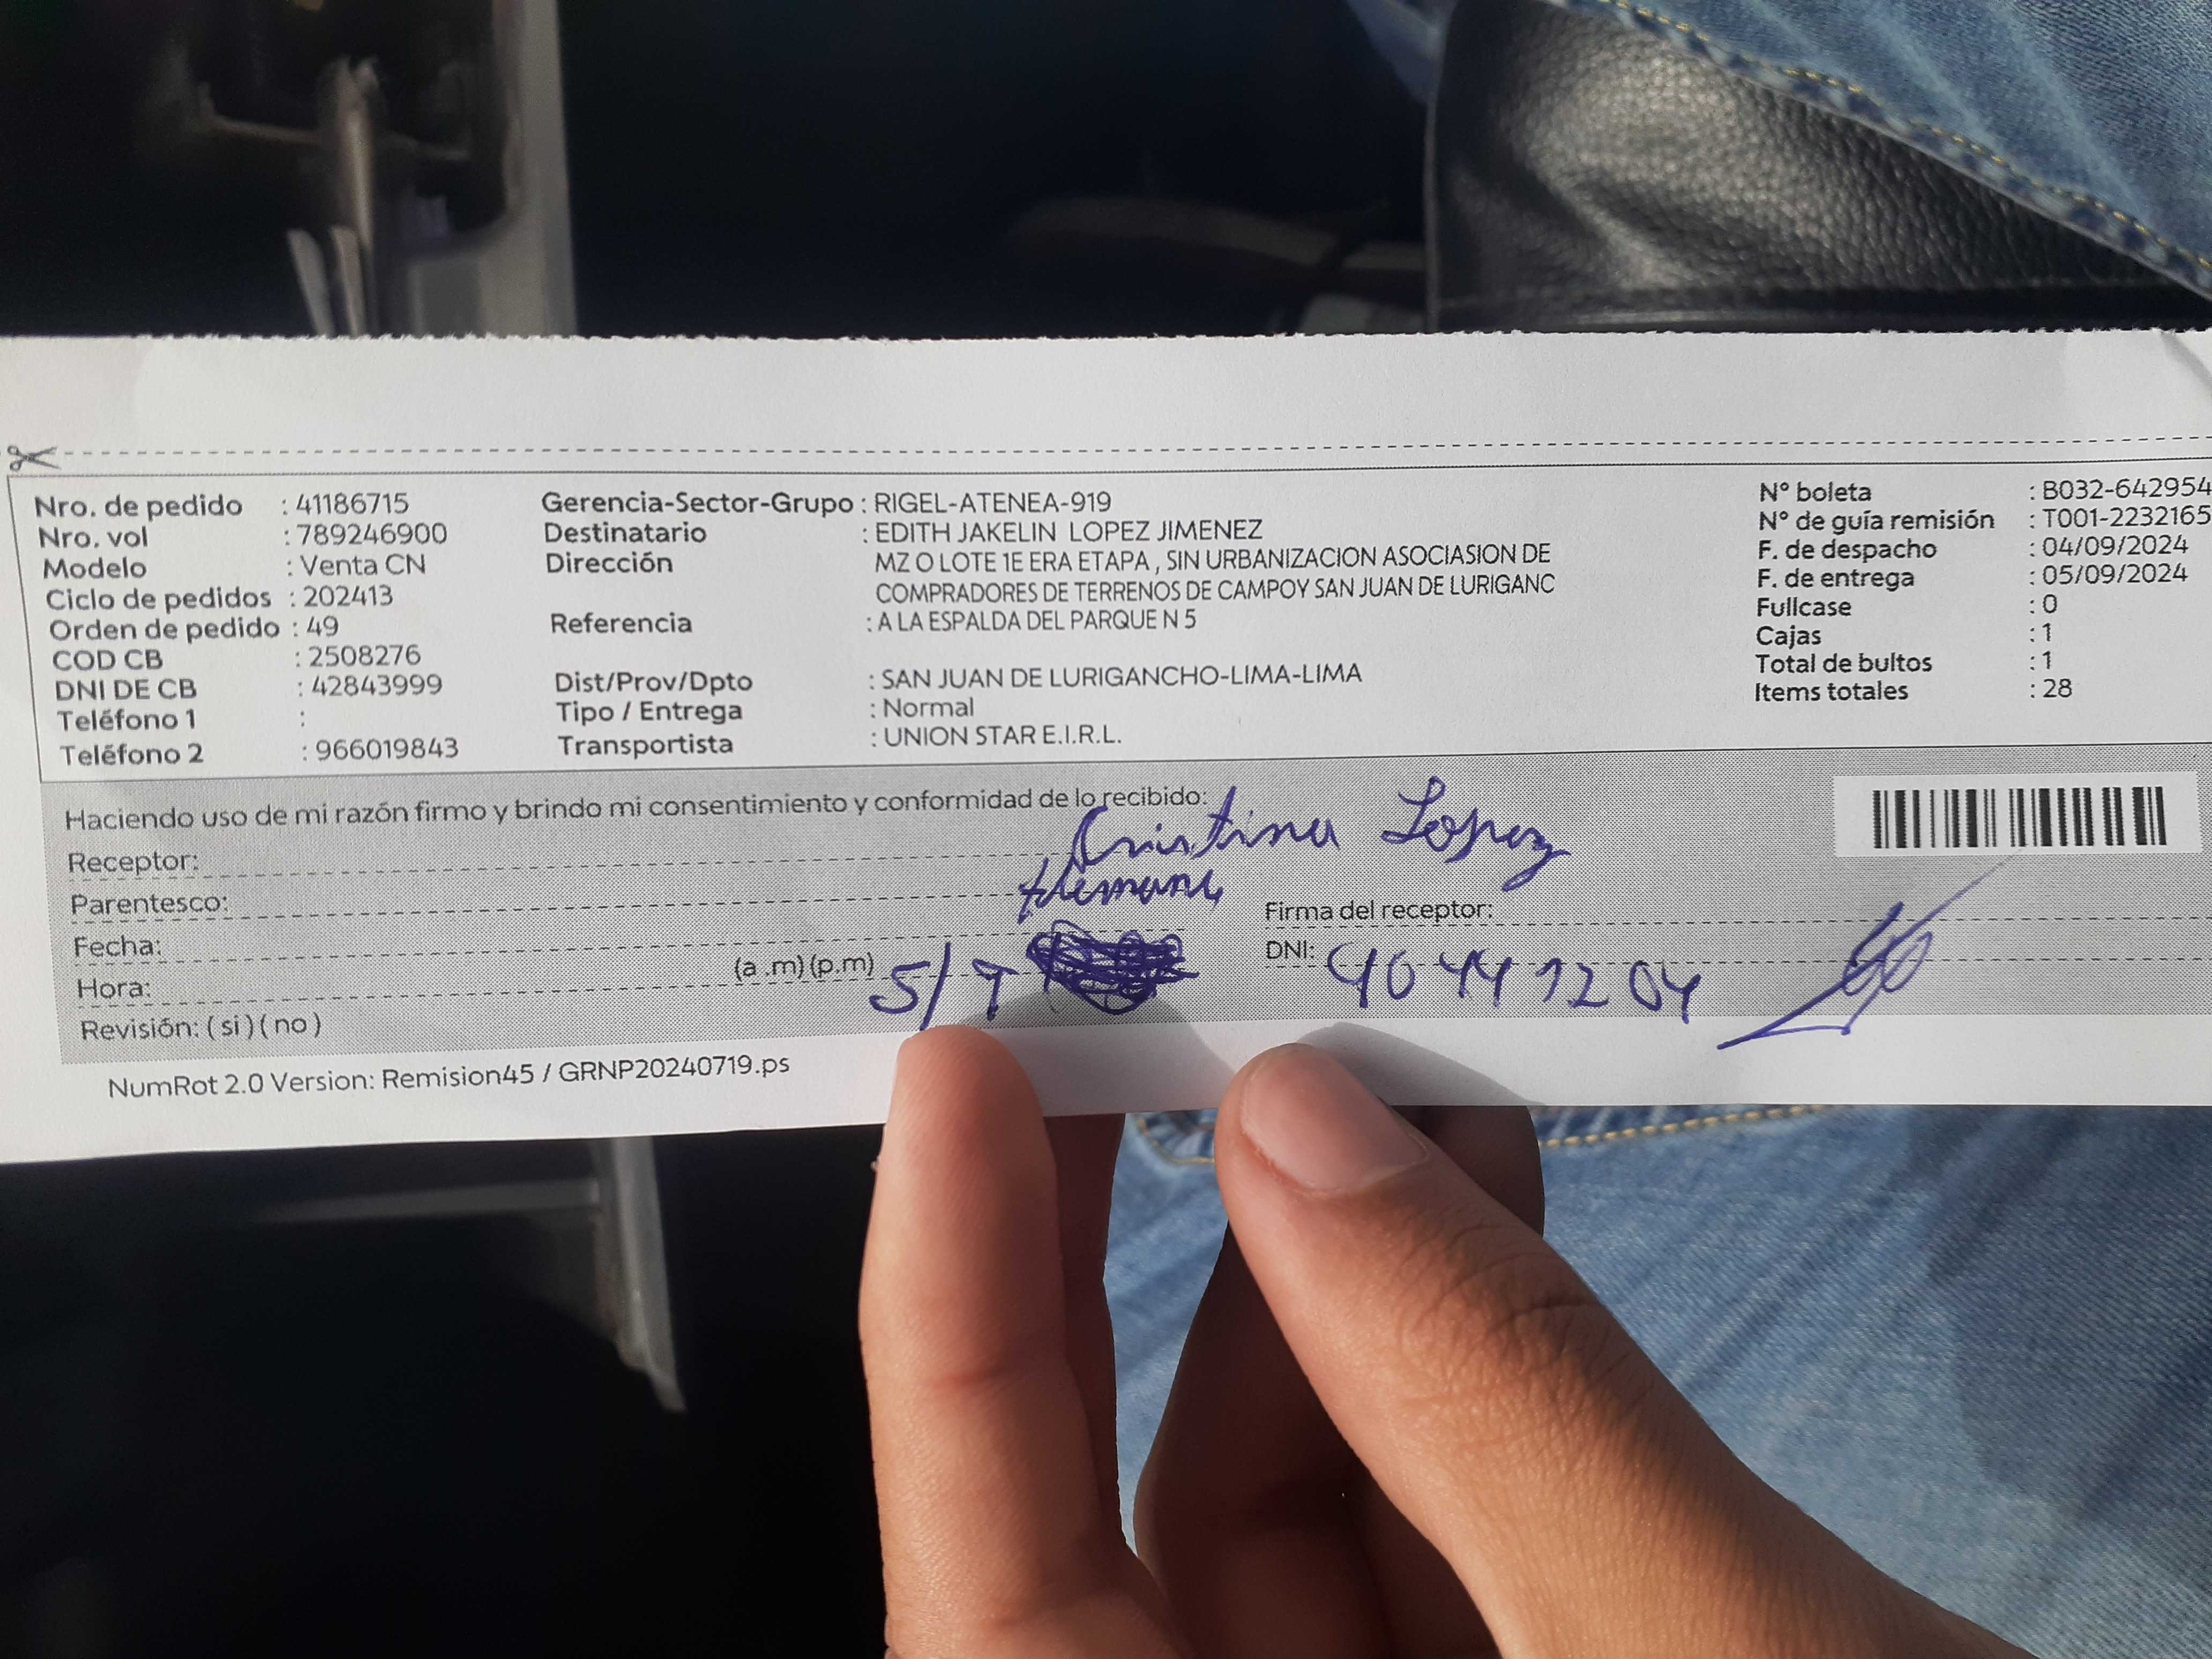 Nro. de pedido : 41186715
Nro. vol : 789246900
Modelo : Venta CN
Ciclo de pedidos : 202413
Orden de pedido : 49
COD CB : 2508276
DNI DE CB : 42843999
Teléfono 1 :
Teléfono 2 : 966019843
Gerencia-Sector-Grupo : RIGEL-ATENEA-919
Destinatario : EDITH JAKELIN LOPEZ JIMENEZ
Dirección MZ O LOTE 1E ERA ETAPA , SIN URBANIZACION ASOCIASION DE
COMPRADORES DE TERRENOS DE CAMPOY SAN JUAN DE LURIGANC
Referencia : A LA ESPALDA DEL PARQUE N 5
Dist/Prov/Dpto : SAN JUAN DE LURIGANCHO-LIMA-LIMA
Tipo / Entrega : Normal
Transportista : UNION STAR E.I.R.L.
N° boleta : B032-642954
N° de guía remisión : T001-2232165
F. de despacho : 04/09/2024
F. de entrega : 05/09/2024
Fullcase : 0
Cajas : 1
Total de bultos : 1
Items totales : 28
Haciendo uso de mi razón firmo y brindo mi consentimiento y conformidad de lo recibido:
Receptor: Cristina Lopez
Parentesco: Hermana
Firma del receptor:
Fecha:
DNI: 40441204
Hora: (a .m) (p.m) 5/9
Revisión: ( si ) ( no )
NumRot 2.0 Version: Remision45 / GRNP20240719.ps